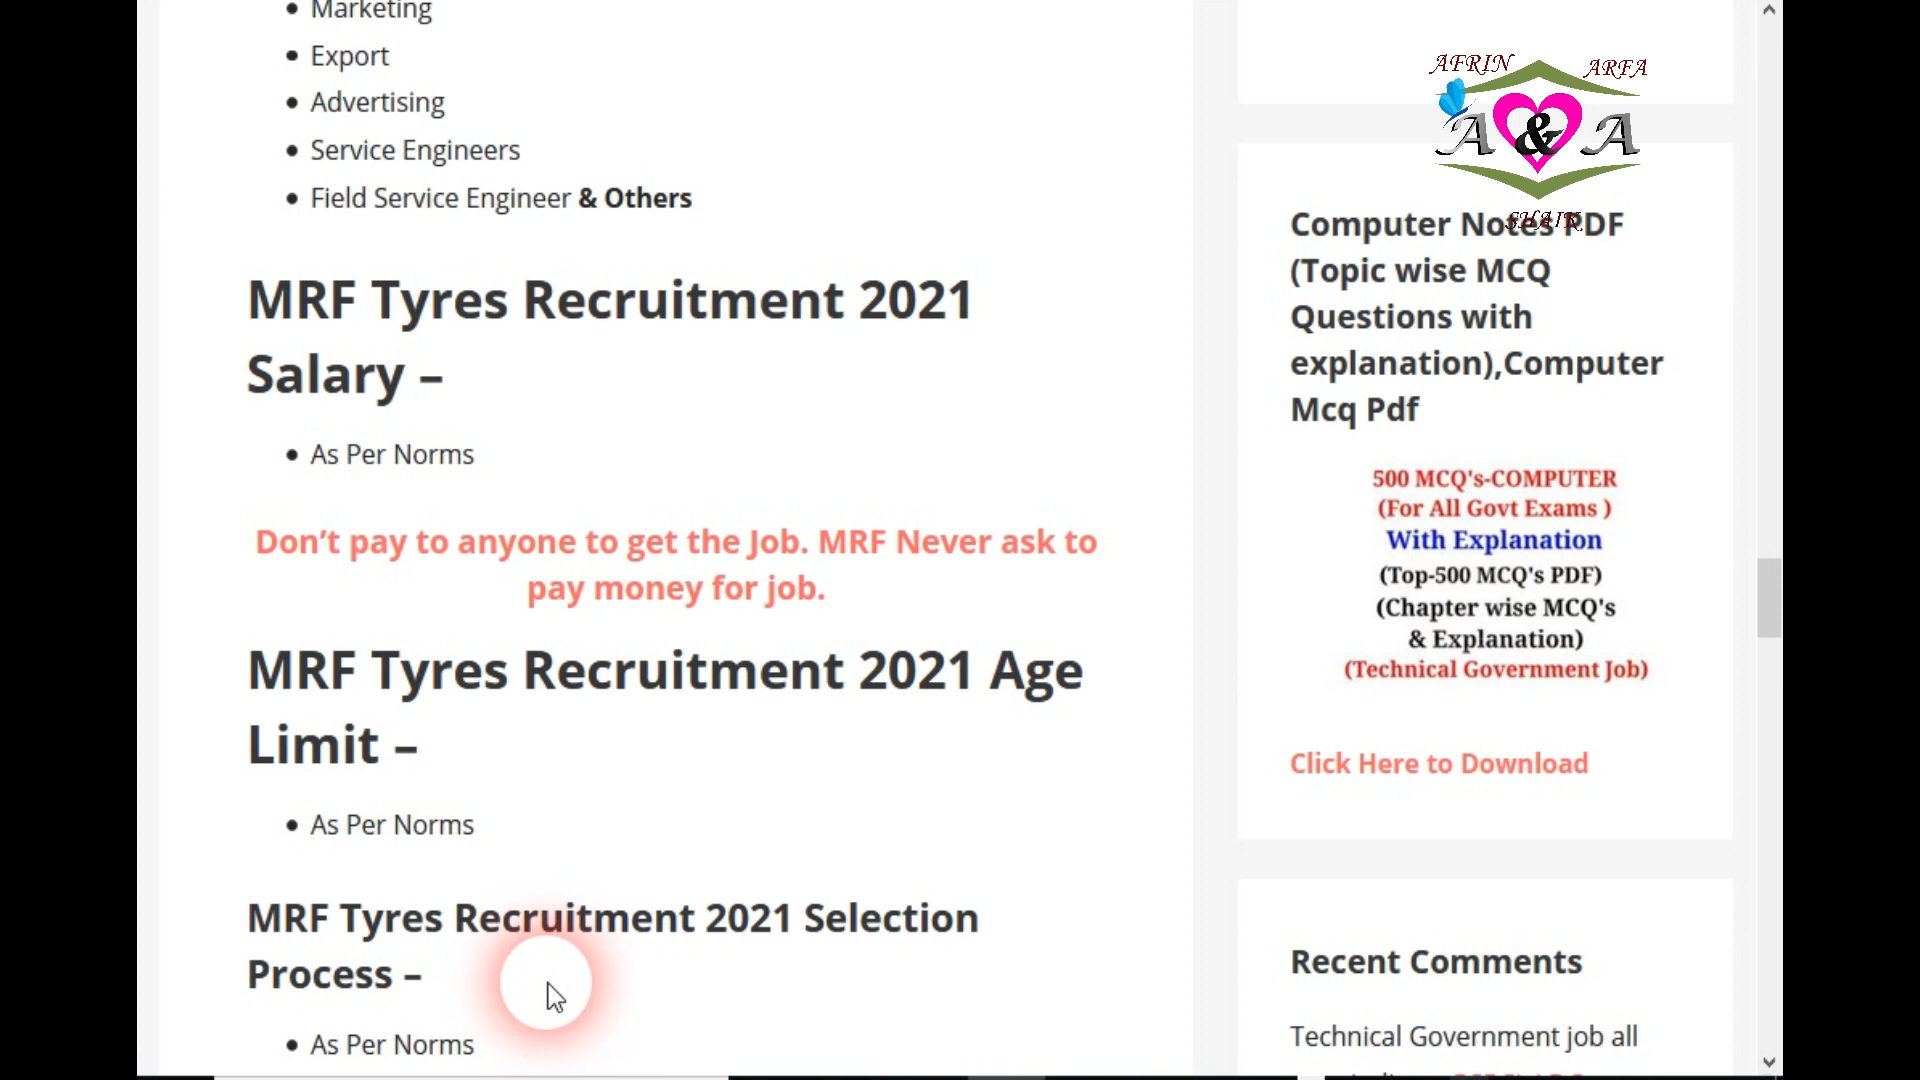 Marketing
Export
Advertising
Service Engineers
Field Service Engineer & Others
MRF Tyres Recruitment 2021
Salary –
As Per Norms
Don't pay to anyone to get the Job. MRF Never ask to
pay money for job.
MRF Tyres Recruitment 2021 Age
Limit –
As Per Norms
MRF Tyres Recruitment 2021 Selection
Process –
As Per Norms
AFRIN ARFA
A & A
SHAIK
Computer Notes PDF
(Topic wise MCQ
Questions with
explanation),Computer
Mcq Pdf
500 MCQ's-COMPUTER
(For All Govt Exams )
With Explanation
(Top-500 MCQ's PDF)
(Chapter wise MCQ's
& Explanation)
(Technical Government Job)
Click Here to Download
Recent Comments
Technical Government job all